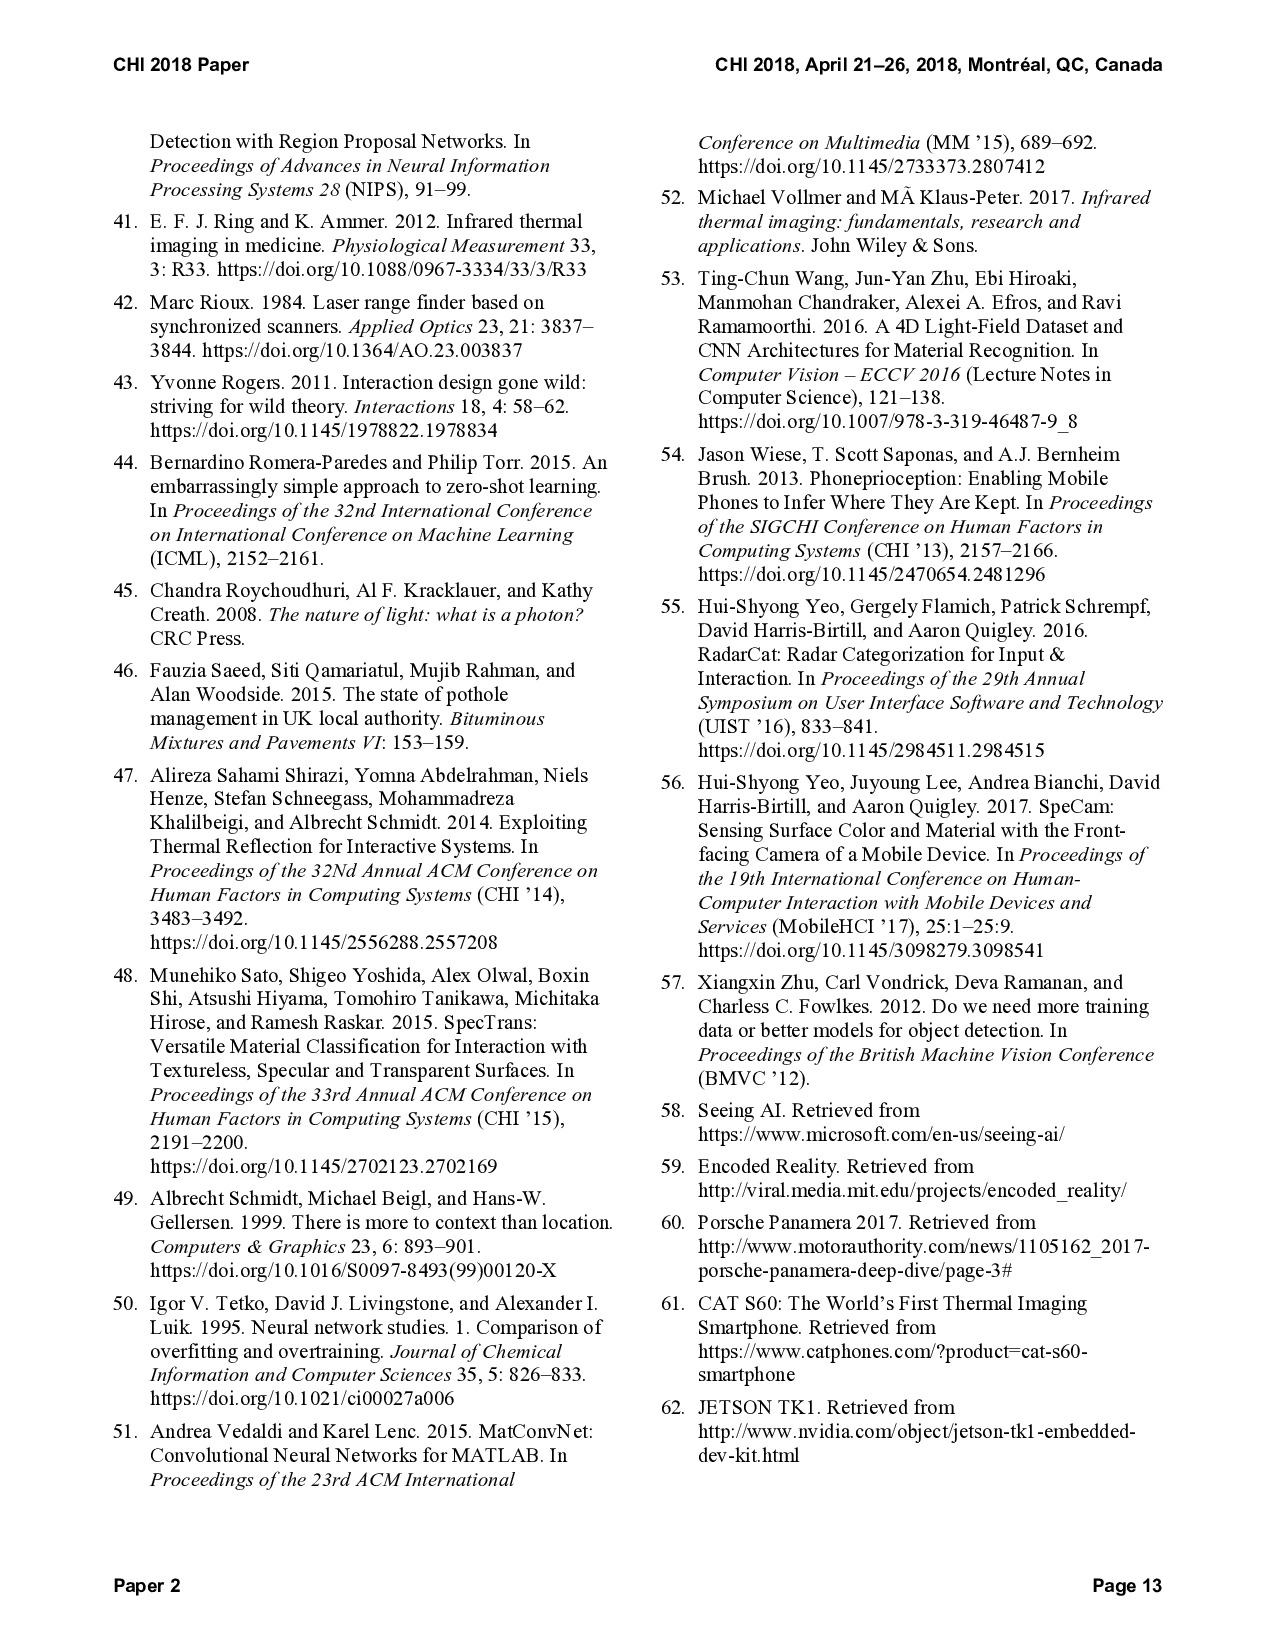 CHI 2018 Paper
CHI 2018, April 21–26, 2018, Montréal, QC, Canada
Detection with Region Proposal Networks. In
Proceedings of Advances in Neural Information
Processing Systems 28 (NIPS), 91–99.
41. E. F. J. Ring and K. Ammer. 2012. Infrared thermal
imaging in medicine. Physiological Measurement 33,
3: R33. https://doi.org/10.1088/0967-3334/33/3/R33
42. Marc Rioux. 1984. Laser range finder based on
synchronized scanners. Applied Optics 23, 21: 3837–
3844. https://doi.org/10.1364/AO.23.003837
43. Yvonne Rogers. 2011. Interaction design gone wild:
striving for wild theory. Interactions 18, 4: 58–62.
https://doi.org/10.1145/1978822.1978834
44. Bernardino Romera-Paredes and Philip Torr. 2015. An
embarrassingly simple approach to zero-shot learning.
In Proceedings of the 32nd International Conference
on International Conference on Machine Learning
(ICML), 2152–2161.
45. Chandra Roychoudhuri, Al F. Kracklauer, and Kathy
Creath. 2008. The nature of light: what is a photon?
CRC Press.
46. Fauzia Saeed, Siti Qamariatul, Mujib Rahman, and
Alan Woodside. 2015. The state of pothole
management in UK local authority. Bituminous
Mixtures and Pavements VI: 153–159.
47. Alireza Sahami Shirazi, Yomna Abdelrahman, Niels
Henze, Stefan Schneegass, Mohammadreza
Khalilbeigi, and Albrecht Schmidt. 2014. Exploiting
Thermal Reflection for Interactive Systems. In
Proceedings of the 32Nd Annual ACM Conference on
Human Factors in Computing Systems (CHI ’14),
3483–3492.
https://doi.org/10.1145/2556288.2557208
48. Munehiko Sato, Shigeo Yoshida, Alex Olwal, Boxin
Shi, Atsushi Hiyama, Tomohiro Tanikawa, Michitaka
Hirose, and Ramesh Raskar. 2015. SpecTrans:
Versatile Material Classification for Interaction with
Textureless, Specular and Transparent Surfaces. In
Proceedings of the 33rd Annual ACM Conference on
Human Factors in Computing Systems (CHI ’15),
2191–2200.
https://doi.org/10.1145/2702123.2702169
49. Albrecht Schmidt, Michael Beigl, and Hans-W.
Gellersen. 1999. There is more to context than location.
Computers & Graphics 23, 6: 893–901.
https://doi.org/10.1016/S0097-8493(99)00120-X
50. Igor V. Tetko, David J. Livingstone, and Alexander I.
Luik. 1995. Neural network studies. 1. Comparison of
overfitting and overtraining. Journal of Chemical
Information and Computer Sciences 35, 5: 826–833.
https://doi.org/10.1021/ci00027a006
51. Andrea Vedaldi and Karel Lenc. 2015. MatConvNet:
Convolutional Neural Networks for MATLAB. In
Proceedings of the 23rd ACM International
Conference on Multimedia (MM ’15), 689–692.
https://doi.org/10.1145/2733373.2807412
52. Michael Vollmer and MÃ Klaus-Peter. 2017. Infrared
thermal imaging: fundamentals, research and
applications. John Wiley & Sons.
53. Ting-Chun Wang, Jun-Yan Zhu, Ebi Hiroaki,
Manmohan Chandraker, Alexei A. Efros, and Ravi
Ramamoorthi. 2016. A 4D Light-Field Dataset and
CNN Architectures for Material Recognition. In
Computer Vision – ECCV 2016 (Lecture Notes in
Computer Science), 121–138.
https://doi.org/10.1007/978-3-319-46487-9_8
54. Jason Wiese, T. Scott Saponas, and A.J. Bernheim
Brush. 2013. Phoneprioception: Enabling Mobile
Phones to Infer Where They Are Kept. In Proceedings
of the SIGCHI Conference on Human Factors in
Computing Systems (CHI ’13), 2157–2166.
https://doi.org/10.1145/2470654.2481296
55. Hui-Shyong Yeo, Gergely Flamich, Patrick Schrempf,
David Harris-Birtill, and Aaron Quigley. 2016.
RadarCat: Radar Categorization for Input &
Interaction. In Proceedings of the 29th Annual
Symposium on User Interface Software and Technology
(UIST ’16), 833–841.
https://doi.org/10.1145/2984511.2984515
56. Hui-Shyong Yeo, Juyoung Lee, Andrea Bianchi, David
Harris-Birtill, and Aaron Quigley. 2017. SpeCam:
Sensing Surface Color and Material with the Front-
facing Camera of a Mobile Device. In Proceedings of
the 19th International Conference on Human-
Computer Interaction with Mobile Devices and
Services (MobileHCI ’17), 25:1–25:9.
https://doi.org/10.1145/3098279.3098541
57. Xiangxin Zhu, Carl Vondrick, Deva Ramanan, and
Charless C. Fowlkes. 2012. Do we need more training
data or better models for object detection. In
Proceedings of the British Machine Vision Conference
(BMVC ’12).
58. Seeing AI. Retrieved from
https://www.microsoft.com/en-us/seeing-ai/
59. Encoded Reality. Retrieved from
http://viral.media.mit.edu/projects/encoded_reality/
60. Porsche Panamera 2017. Retrieved from
http://www.motorauthority.com/news/1105162_2017-
porsche-panamera-deep-dive/page-3#
61. CAT S60: The World’s First Thermal Imaging
Smartphone. Retrieved from
https://www.catphones.com/?product=cat-s60-
smartphone
62. JETSON TK1. Retrieved from
http://www.nvidia.com/object/jetson-tk1-embedded-
dev-kit.html
Paper 2
Page 13